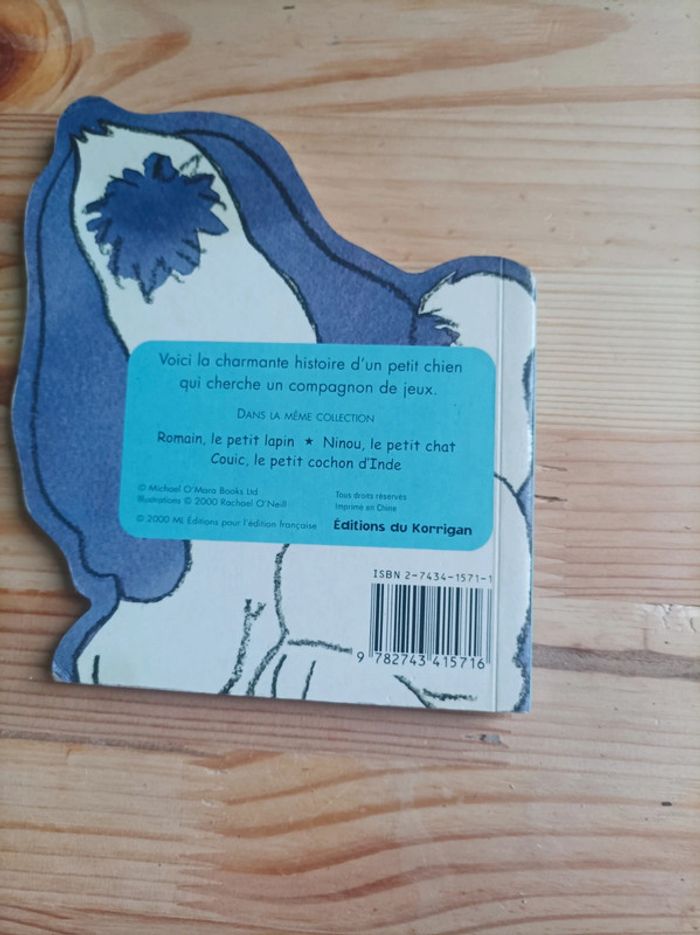 Voici la charmante histoire d'un petit chien
qui cherche un compagnon de jeux.
DANS LA MÊME COLLECTION
Romain, le petit lapin ★ Ninou, le petit chat
Couic, le petit cochon d'Inde
© Michael O'Mara Books Ltd
Illustrations © 2000 Rachael O'Neill
© 2000 ML Éditions pour l'édition française
Tous droits réservés
Imprimé en Chine
Éditions du Korrigan
ISBN 2-7434-1571-1
9 782743 415716